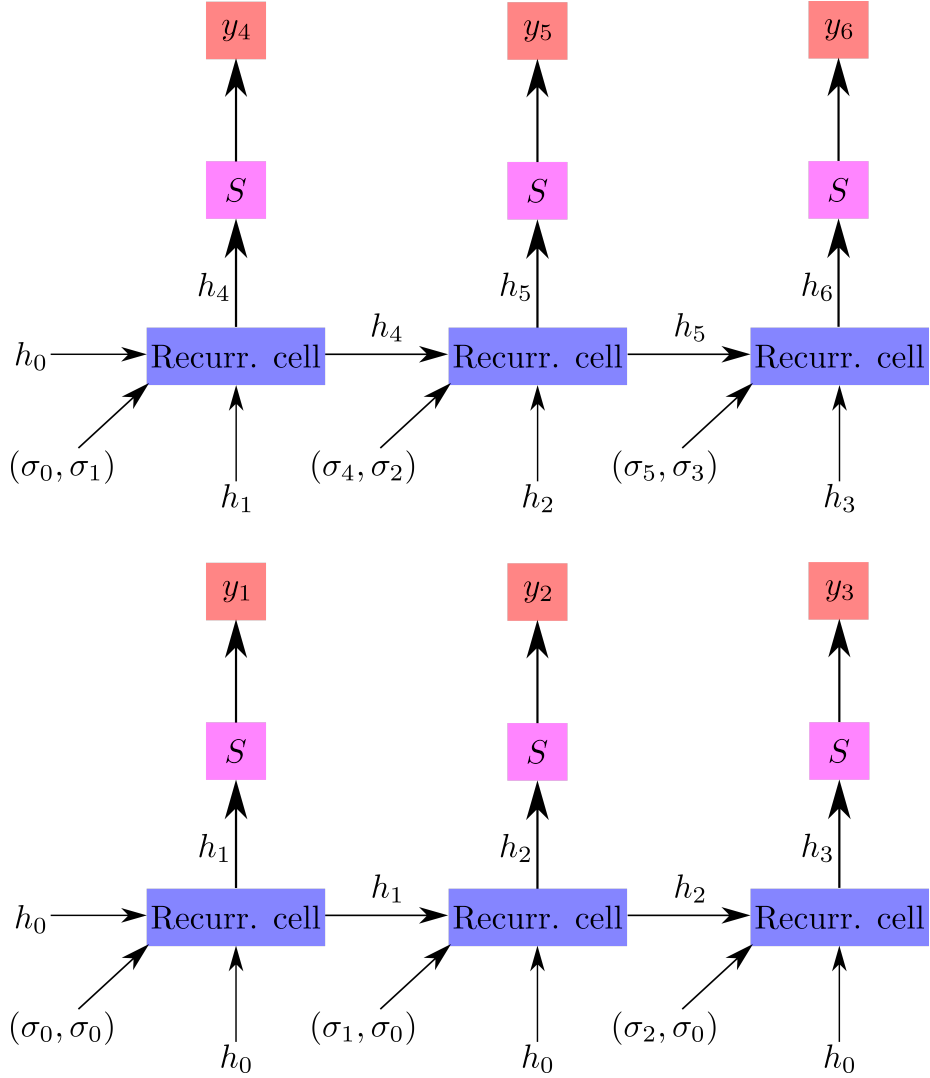 y₄ y₅ y₆
S S S
h₄ h₅ h₆
h₄ h₅
h₀ Recurr. cell Recurr. cell Recurr. cell
(σ₀, σ₁) (σ₄, σ₂) (σ₅, σ₃)
h₁ h₂ h₃
y₁ y₂ y₃
S S S
h₁ h₂ h₃
h₁ h₂
h₀ Recurr. cell Recurr. cell Recurr. cell
(σ₀, σ₀) (σ₁, σ₀) (σ₂, σ₀)
h₀ h₀ h₀